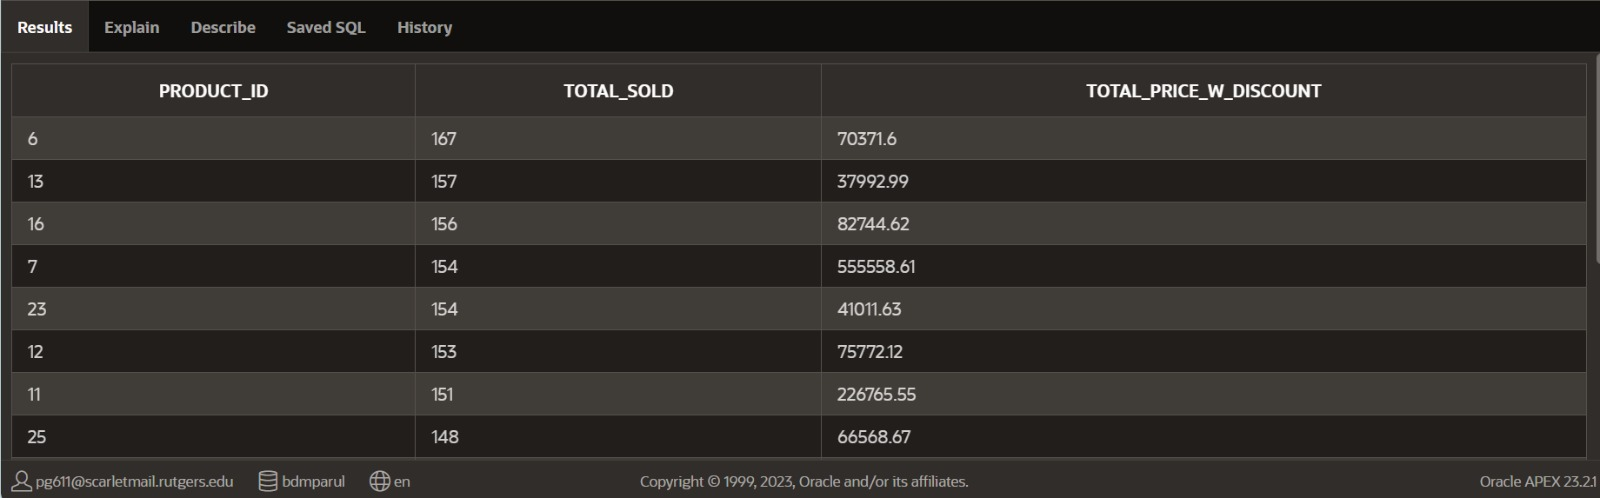 Results Explain Describe Saved SQL History
PRODUCT_ID TOTAL_SOLD TOTAL_PRICE_W_DISCOUNT
6 167 70371.6
13 157 37992.99
16 156 82744.62
7 154 555558.61
23 154 41011.63
12 153 75772.12
11 151 226765.55
25 148 66568.67
pg611@scarletmail.rutgers.edu bdmparul en Copyright © 1999, 2023, Oracle and/or its affiliates. Oracle APEX 23.2.1